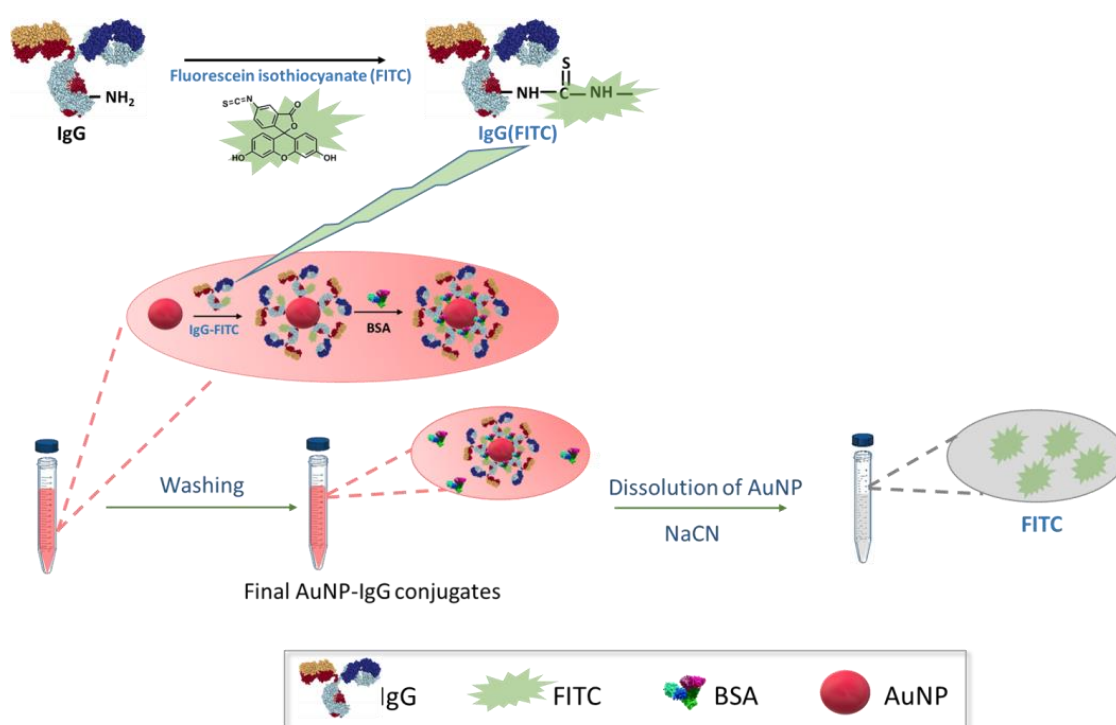 NH₂
IgG
Fluorescein isothiocyanate (FITC)
S=C=N
O
O
HO
O
OH
S
NH
C
NH
IgG(FITC)
IgG-FITC
BSA
Washing
Final AuNP-IgG conjugates
Dissolution of AuNP
NaCN
FITC
IgG
FITC
BSA
AuNP